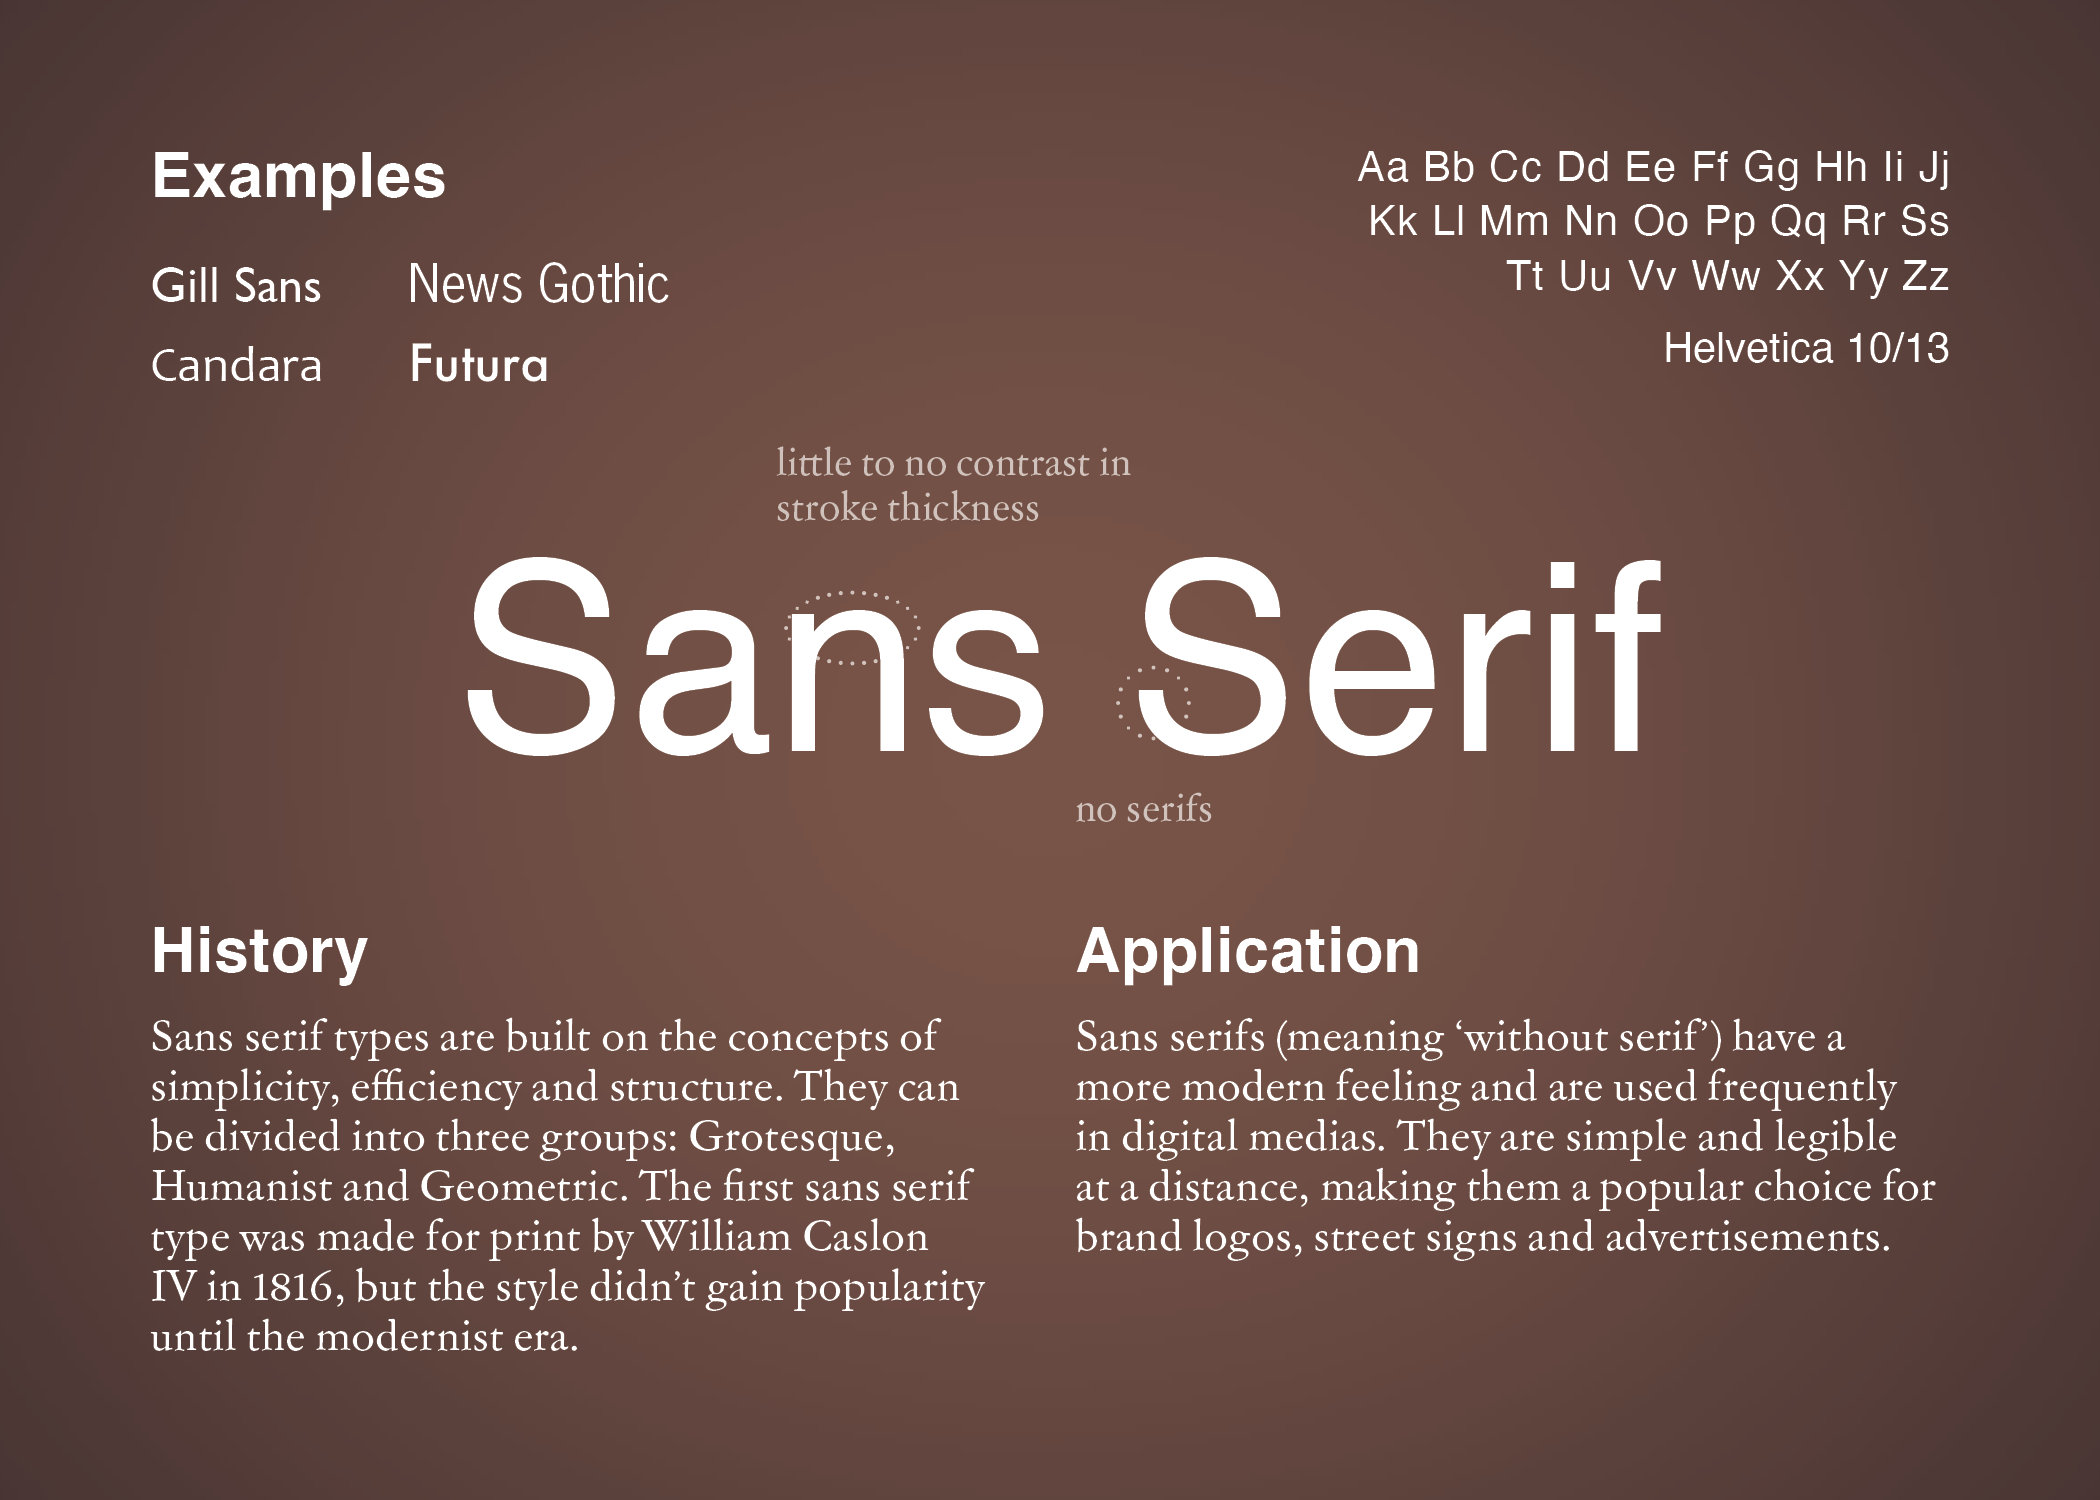 Examples
Gill Sans News Gothic
Candara Futura
Aa Bb Cc Dd Ee Ff Gg Hh Ii Jj
Kk Ll Mm Nn Oo Pp Qq Rr Ss
Tt Uu Vv Ww Xx Yy Zz
Helvetica 10/13
little to no contrast in
stroke thickness
Sans Serif
no serifs
History
Sans serif types are built on the concepts of
simplicity, efficiency and structure. They can
be divided into three groups: Grotesque,
Humanist and Geometric. The first sans serif
type was made for print by William Caslon
IV in 1816, but the style didn’t gain popularity
until the modernist era.
Application
Sans serifs (meaning ‘without serif’) have a
more modern feeling and are used frequently
in digital medias. They are simple and legible
at a distance, making them a popular choice for
brand logos, street signs and advertisements.